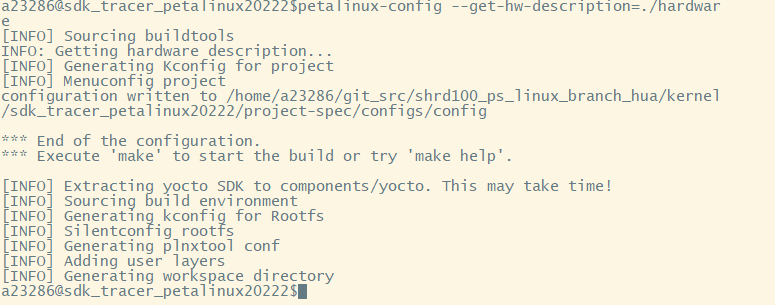 a23286@sdk_tracer_petalinux20222$petalinux-config --get-hw-description=./hardwar
e
[INFO] Sourcing buildtools
INFO: Getting hardware description...
[INFO] Generating Kconfig for project
[INFO] Menuconfig project
configuration written to /home/a23286/git_src/shrd100_ps_linux_branch_hua/kernel
/sdk_tracer_petalinux20222/project-spec/configs/config
*** End of the configuration.
*** Execute 'make' to start the build or try 'make help'.
[INFO] Extracting yocto SDK to components/yocto. This may take time!
[INFO] Sourcing build environment
[INFO] Generating kconfig for Rootfs
[INFO] Silentconfig rootfs
[INFO] Generating plnxtool conf
[INFO] Adding user layers
[INFO] Generating workspace directory
a23286@sdk_tracer_petalinux20222$